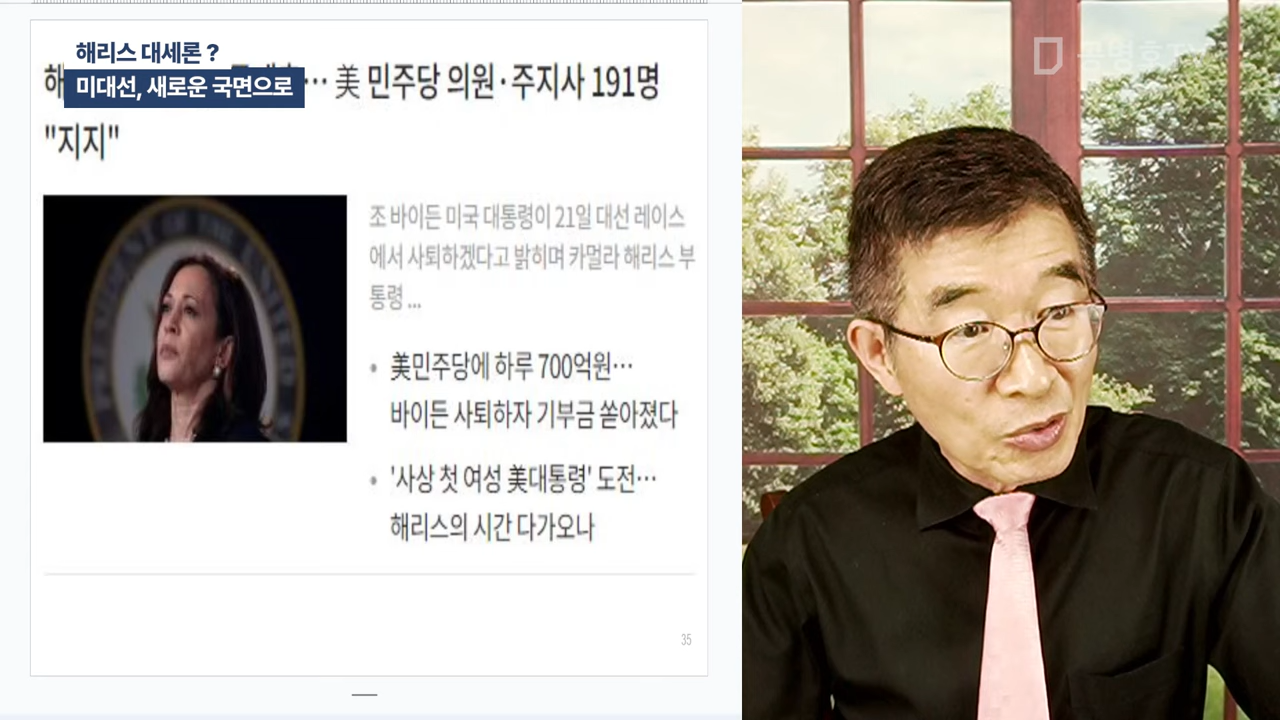 해리스 대세론 ?
미대선, 새로운 국면으로
해 ··· 美 민주당 의원·주지사 191명
"지지"
조 바이든 미국 대통령이 21일 대선 레이스
에서 사퇴하겠다고 밝히며 카멀라 해리스 부
통령 ...
• 美민주당에 하루 700억원···
바이든 사퇴하자 기부금 쏟아졌다
• '사상 첫 여성 美대통령' 도전···
해리스의 시간 다가오나
35